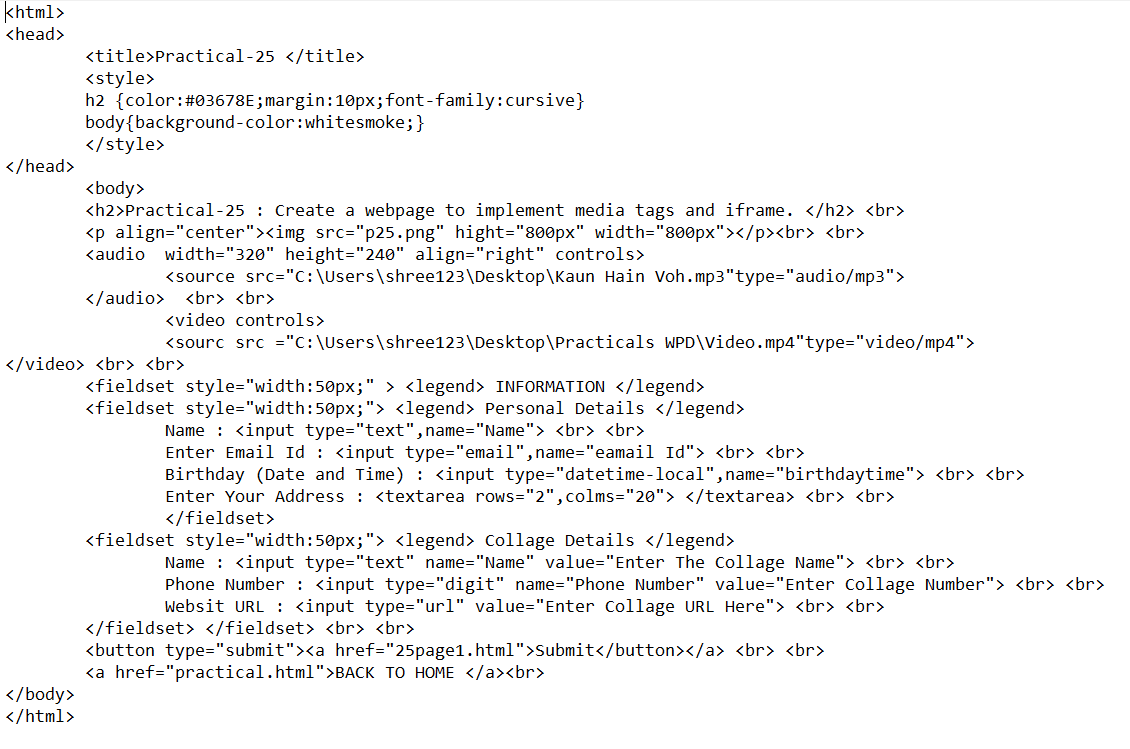 <html>
<head>
<title>Practical-25 </title>
<style>
h2 {color:#03678E;margin:10px;font-family:cursive}
body{background-color:whitesmoke;}
</style>
</head>
<body>
<h2>Practical-25 : Create a webpage to implement media tags and iframe. </h2> <br>
<p align="center"><img src="p25.png" hight="800px" width="800px"></p><br> <br>
<audio  width="320" height="240" align="right" controls>
<source src="C:\Users\shree123\Desktop\Kaun Hain Voh.mp3"type="audio/mp3">
</audio>  <br> <br>
<video controls>
<sourc src ="C:\Users\shree123\Desktop\Practicals WPD\Video.mp4"type="video/mp4">
</video> <br> <br>
<fieldset style="width:50px;" > <legend> INFORMATION </legend>
<fieldset style="width:50px;"> <legend> Personal Details </legend>
Name : <input type="text",name="Name"> <br> <br>
Enter Email Id : <input type="email",name="eamail Id"> <br> <br>
Birthday (Date and Time) : <input type="datetime-local",name="birthdaytime"> <br> <br>
Enter Your Address : <textarea rows="2",colms="20"> </textarea> <br> <br>
</fieldset>
<fieldset style="width:50px;"> <legend> Collage Details </legend>
Name : <input type="text" name="Name" value="Enter The Collage Name"> <br> <br>
Phone Number : <input type="digit" name="Phone Number" value="Enter Collage Number"> <br> <br>
Websit URL : <input type="url" value="Enter Collage URL Here"> <br> <br>
</fieldset> </fieldset> <br> <br>
<button type="submit"><a href="25page1.html">Submit</button></a> <br> <br>
<a href="practical.html">BACK TO HOME </a><br>
</body>
</html>